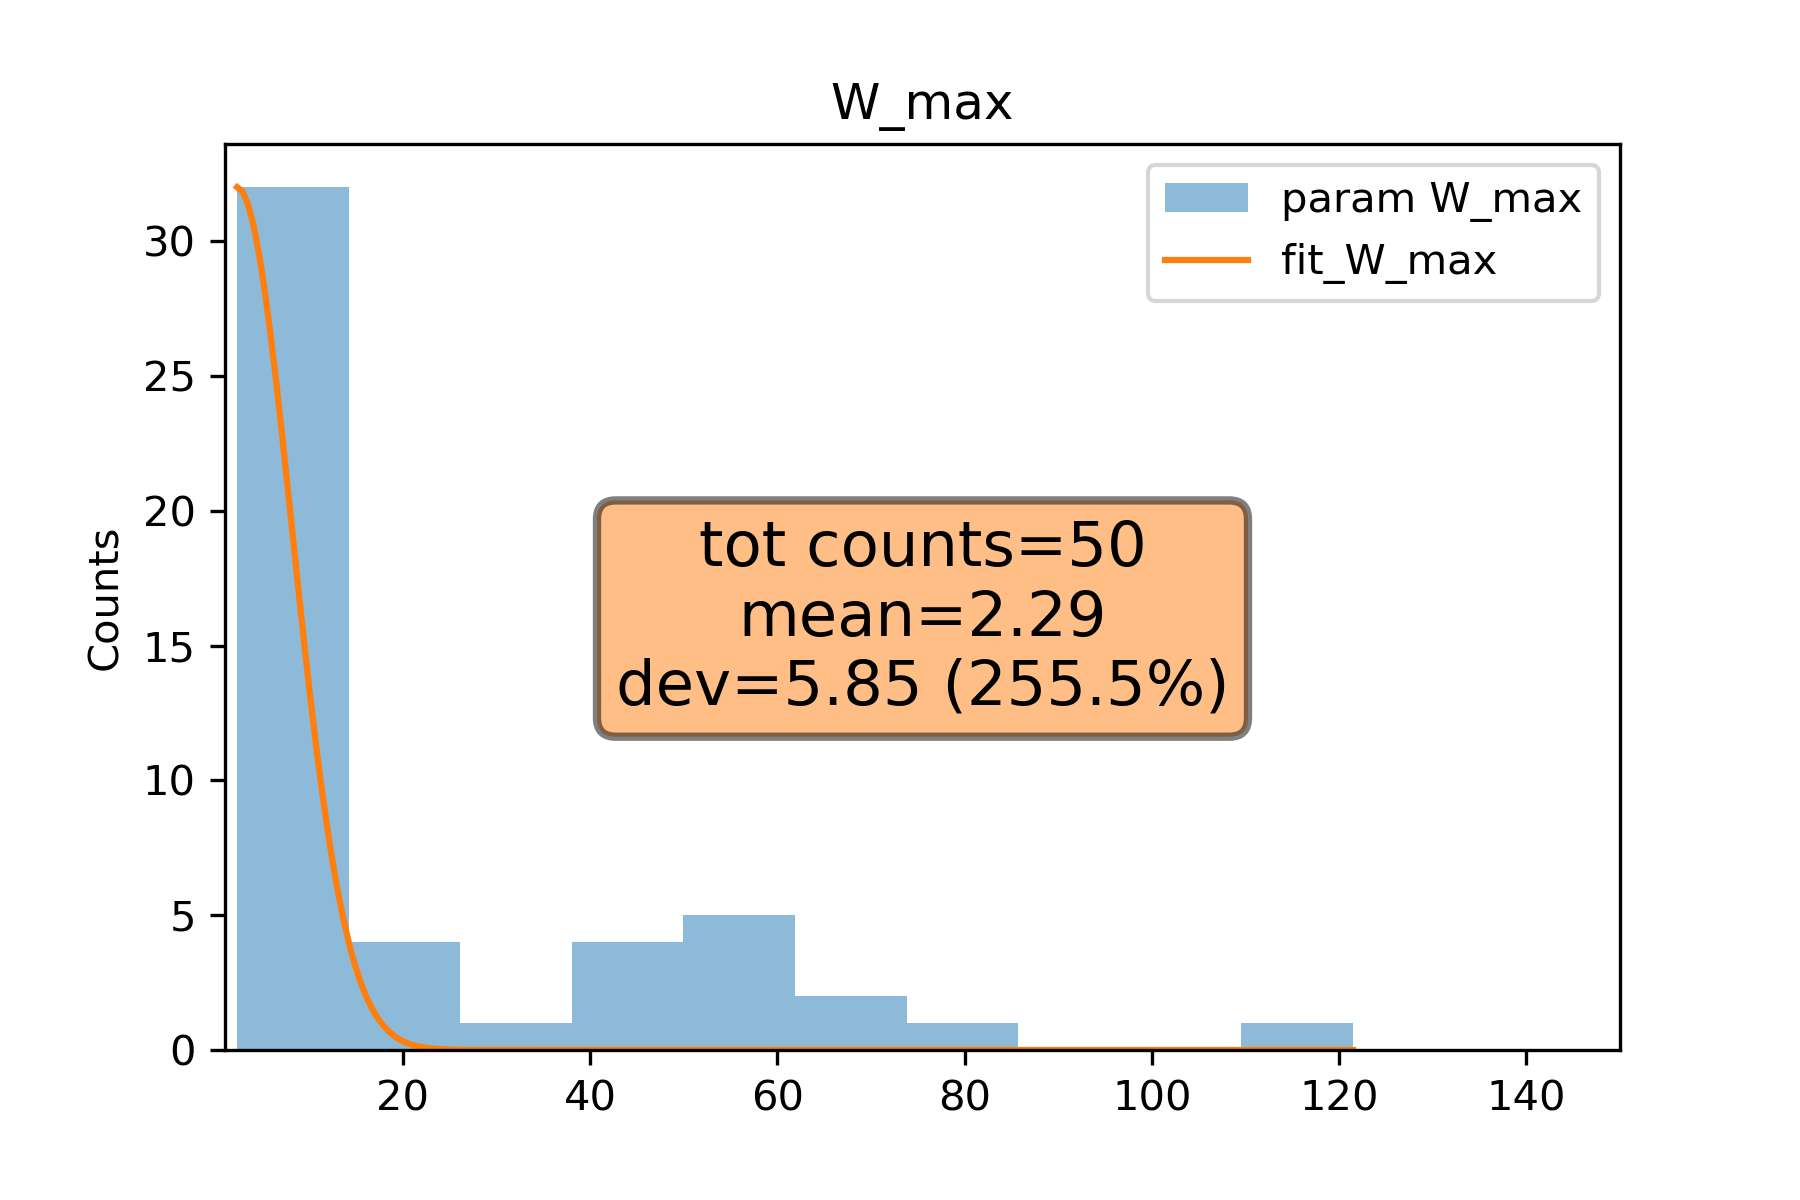 W_max
param W_max
fit_W_max
Counts
30
25
20
15
10
5
0
tot counts=50
mean=2.29
dev=5.85 (255.5%)
20 40 60 80 100 120 140